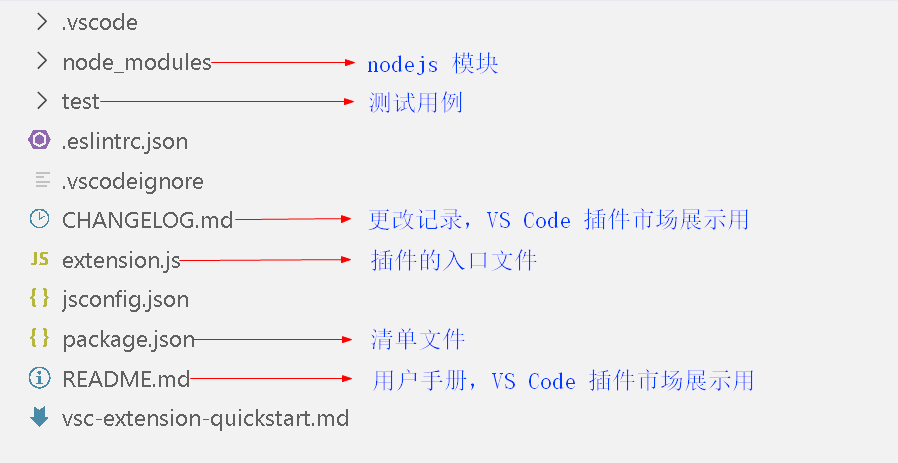 .vscode
node_modules nodejs 模块
test 测试用例
.eslintrc.json
.vscodeignore
CHANGELOG.md 更改记录，VS Code 插件市场展示用
JS extension.js 插件的入口文件
{} jsconfig.json
{} package.json 清单文件
README.md 用户手册，VS Code 插件市场展示用
vsc-extension-quickstart.md